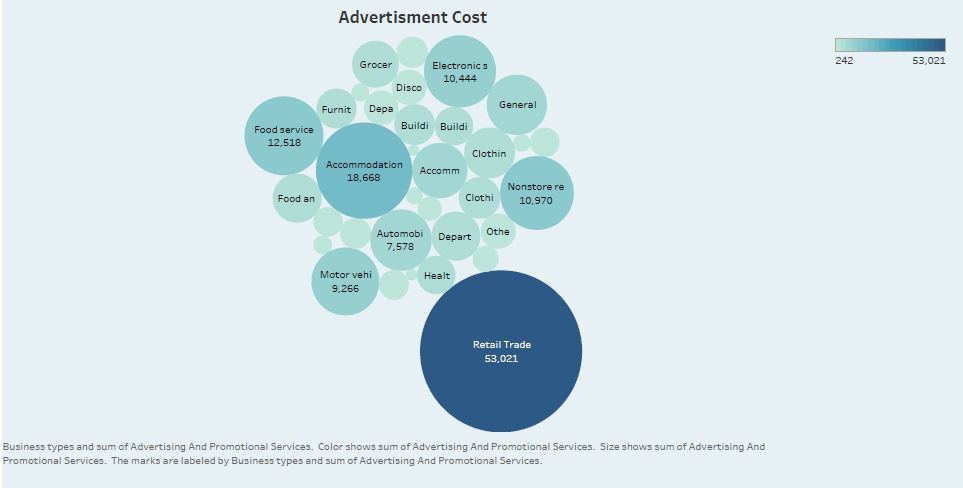 Advertisment Cost
242 53,021
Grocer
Electronic s
10,444
Disco
General
Furnit
Depa
Buildi
Buildi
Food service
12,518
Clothin
Accommodation
18,668
Accomm
Nonstore re
10,970
Food an
Clothi
Automobi
7,578
Depart
Othe
Motor vehi
9,266
Healt
Retail Trade
53,021
Business types and sum of Advertising And Promotional Services. Color shows sum of Advertising And Promotional Services. Size shows sum of Advertising And
Promotional Services. The marks are labeled by Business types and sum of Advertising And Promotional Services.